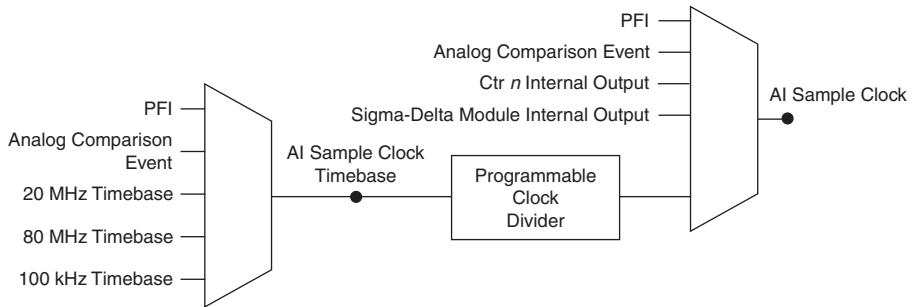 PFI
Analog Comparison Event
Ctr n Internal Output
Sigma-Delta Module Internal Output
AI Sample Clock
PFI
Analog Comparison
Event
20 MHz Timebase
80 MHz Timebase
100 kHz Timebase
AI Sample Clock
Timebase
Programmable
Clock
Divider